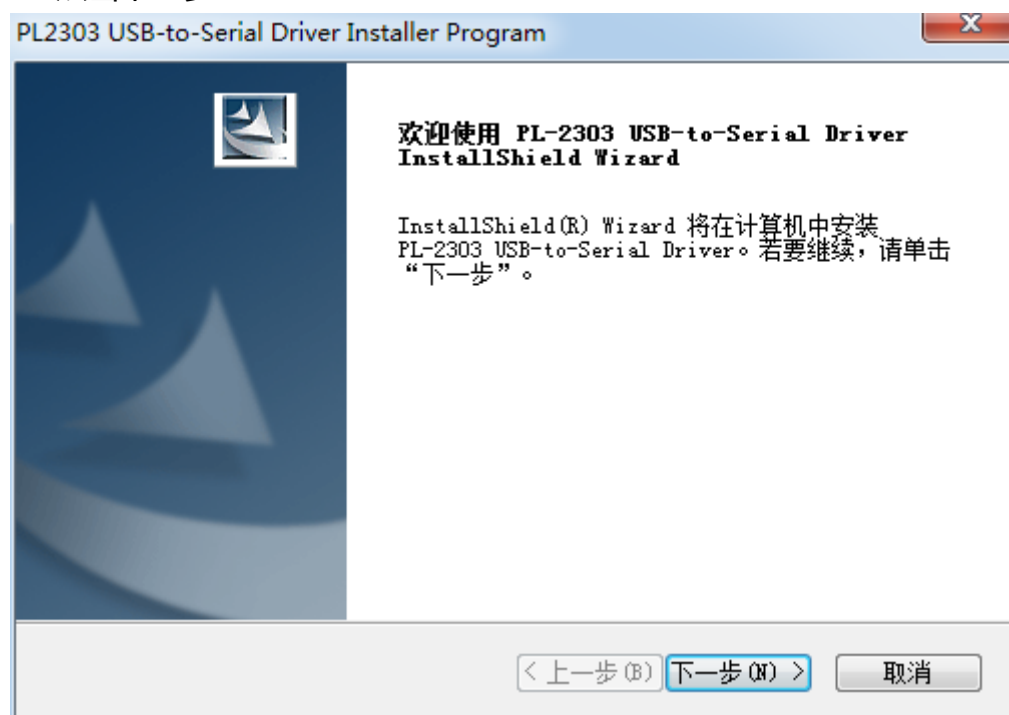 PL2303 USB-to-Serial Driver Installer Program
欢迎使用 PL-2303 USB-to-Serial Driver
InstallShield Wizard
InstallShield(R) Wizard 将在计算机中安装
PL-2303 USB-to-Serial Driver。若要继续，请单击
“下一步”。
< 上一步(B) 下一步(N) > 取消